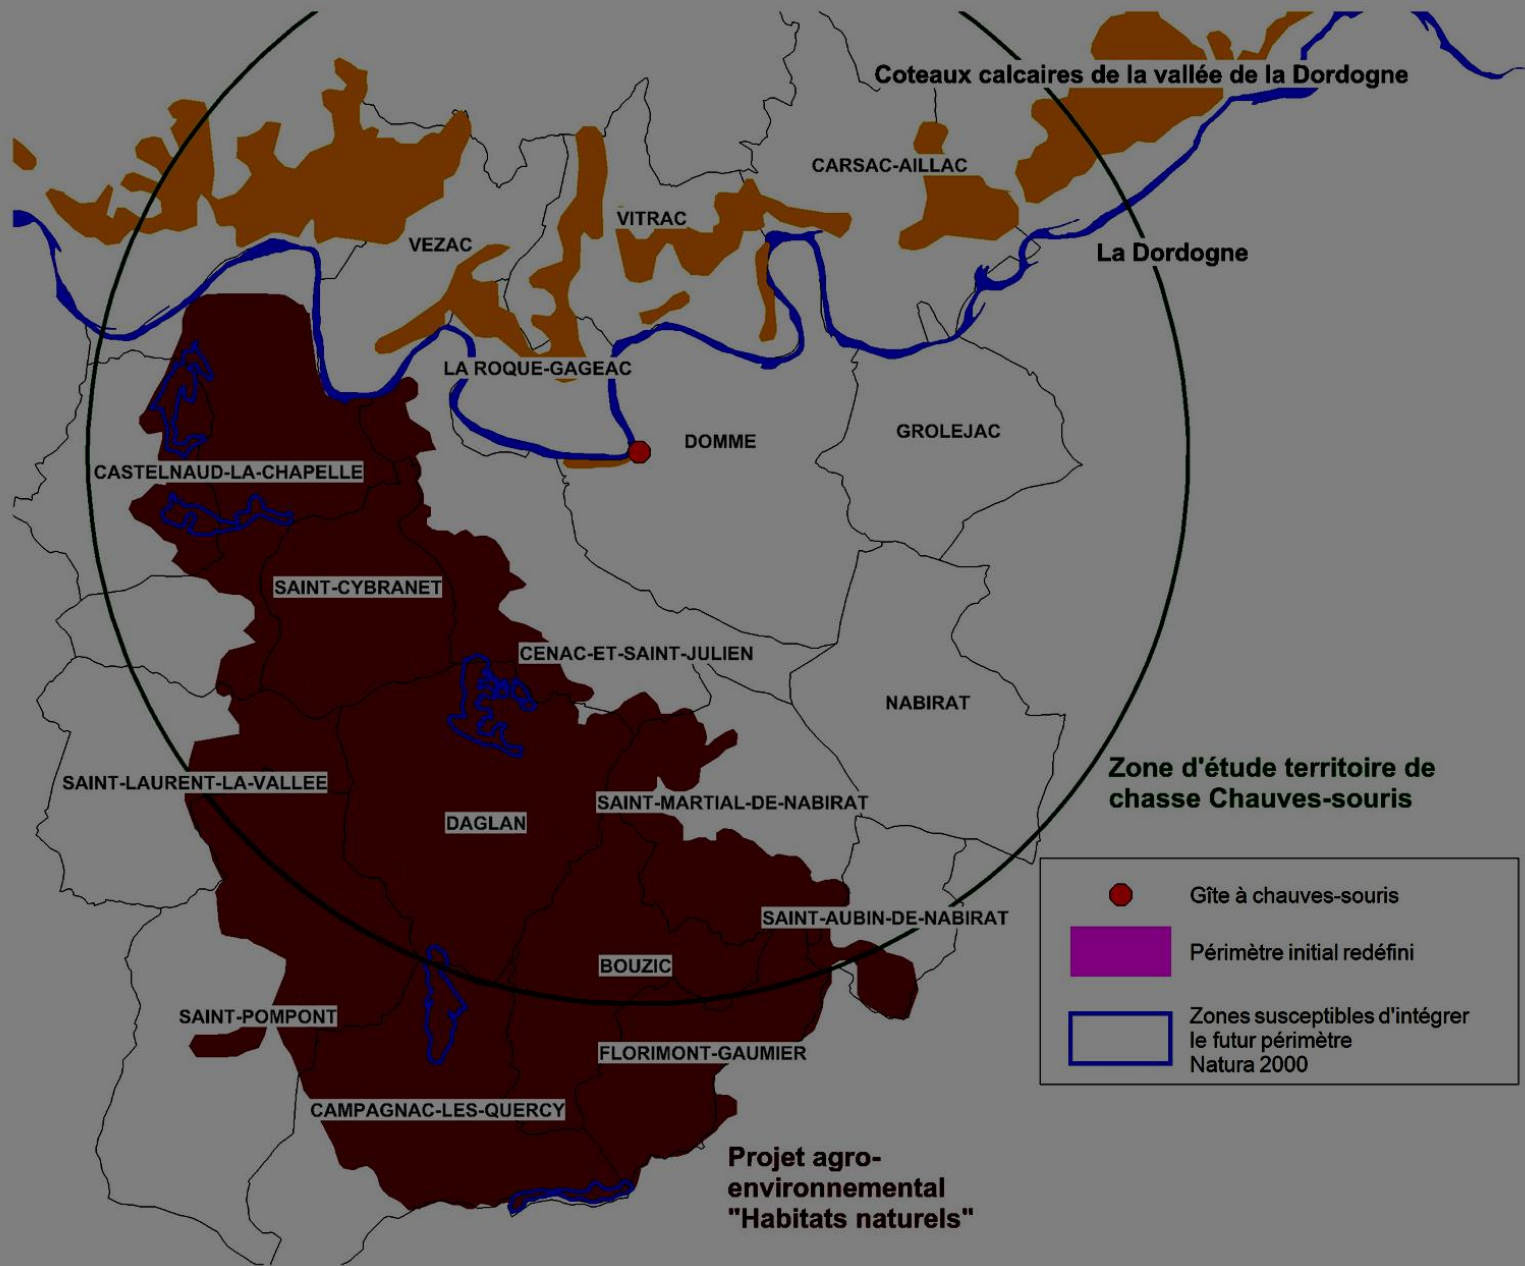 Coteaux calcaires de la vallée de la Dordogne
CARSAC-AILLAC
VITRAC
VEZAC
La Dordogne
LA ROQUE-GAGEAC
GROLEJAC
DOMME
CASTELNAUD-LA-CHAPELLE
SAINT-CYBRANET
CENAC-ET-SAINT-JULIEN
NABIRAT
Zone d'étude territoire de
chasse Chauves-souris
SAINT-LAURENT-LA-VALLEE
SAINT-MARTIAL-DE-NABIRAT
DAGLAN
Gîte à chauves-souris
SAINT-AUBIN-DE-NABIRAT
Périmètre initial redéfini
BOUZIC
SAINT-POMPONT
Zones susceptibles d'intégrer
le futur périmètre
Natura 2000
FLORIMONT-GAUMIER
CAMPAGNAC-LES-QUERCY
Projet agro-
environnemental
"Habitats naturels"